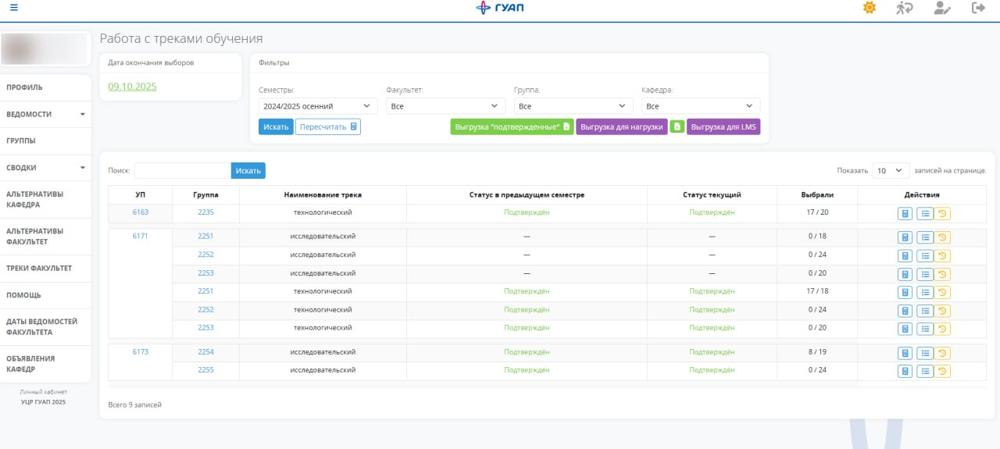 ГУАП
Работа с треками обучения
Дата окончания выборов
09.10.2025
Фильтры
Семестры: Факультет: Группа: Кафедра:
2024/2025 осенний Все Все Все
Искать Пересчитать Выгрузка "подтвержденные" Выгрузка для нагрузки Выгрузка для LMS
ПРОФИЛЬ
ВЕДОМОСТИ
ГРУППЫ
СВОДКИ
АЛЬТЕРНАТИВЫ
КАФЕДРА
АЛЬТЕРНАТИВЫ
ФАКУЛЬТЕТ
ТРЕКИ ФАКУЛЬТЕТ
ПОМОЩЬ
ДАТЫ ВЕДОМОСТЕЙ
ФАКУЛЬТЕТА
ОБЪЯВЛЕНИЯ
КАФЕДР
Личный кабинет
УЦР ГУАП 2025
Поиск: Искать Показать 10 записей на странице.
УП Группа Наименование трека Статус в предыдущем семестре Статус текущий Выбрали Действия
6163 2235 технологический Подтверждён Подтверждён 17 / 20
6171 2251 исследовательский — — 0 / 18
2252 исследовательский — — 0 / 24
2253 исследовательский — — 0 / 20
2251 технологический Подтверждён Подтверждён 17 / 18
2252 технологический Подтверждён Подтверждён 0 / 24
2253 технологический Подтверждён Подтверждён 0 / 20
6173 2254 исследовательский Подтверждён Подтверждён 8 / 19
2255 исследовательский Подтверждён Подтверждён 0 / 24
Всего 9 записей